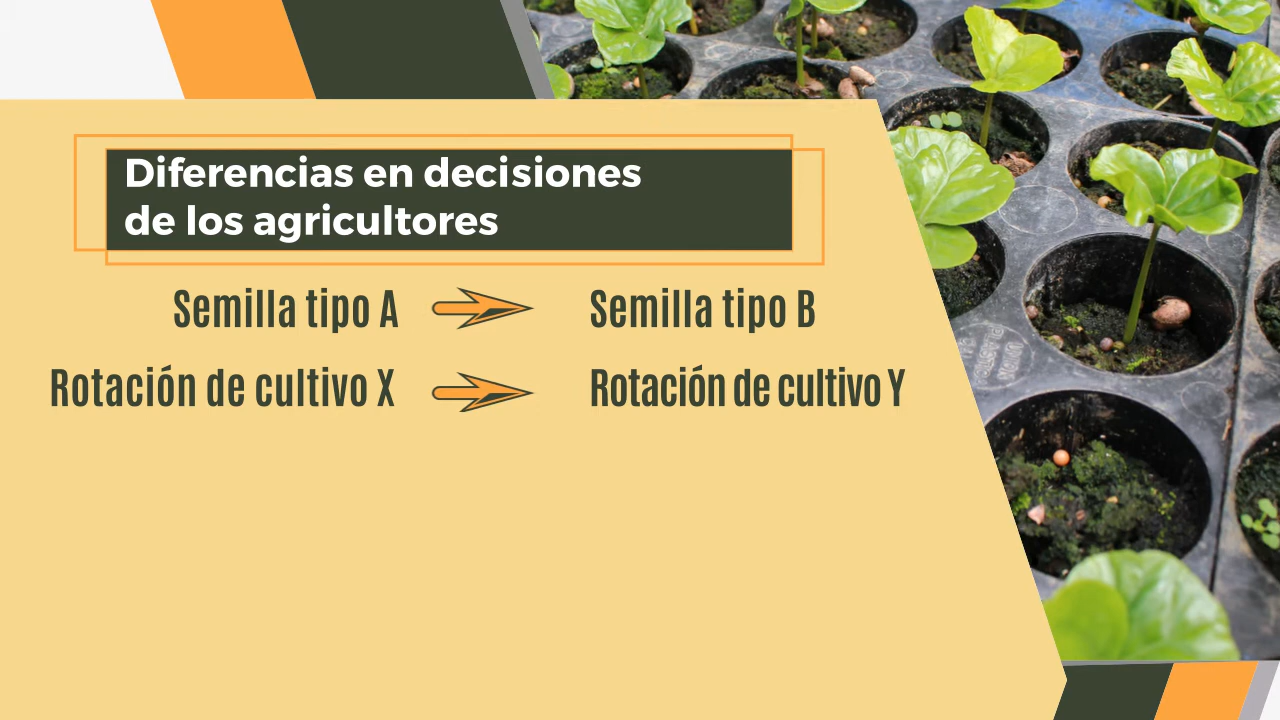 Diferencias en decisiones
de los agricultores
Semilla tipo A Semilla tipo B
Rotación de cultivo X Rotación de cultivo Y